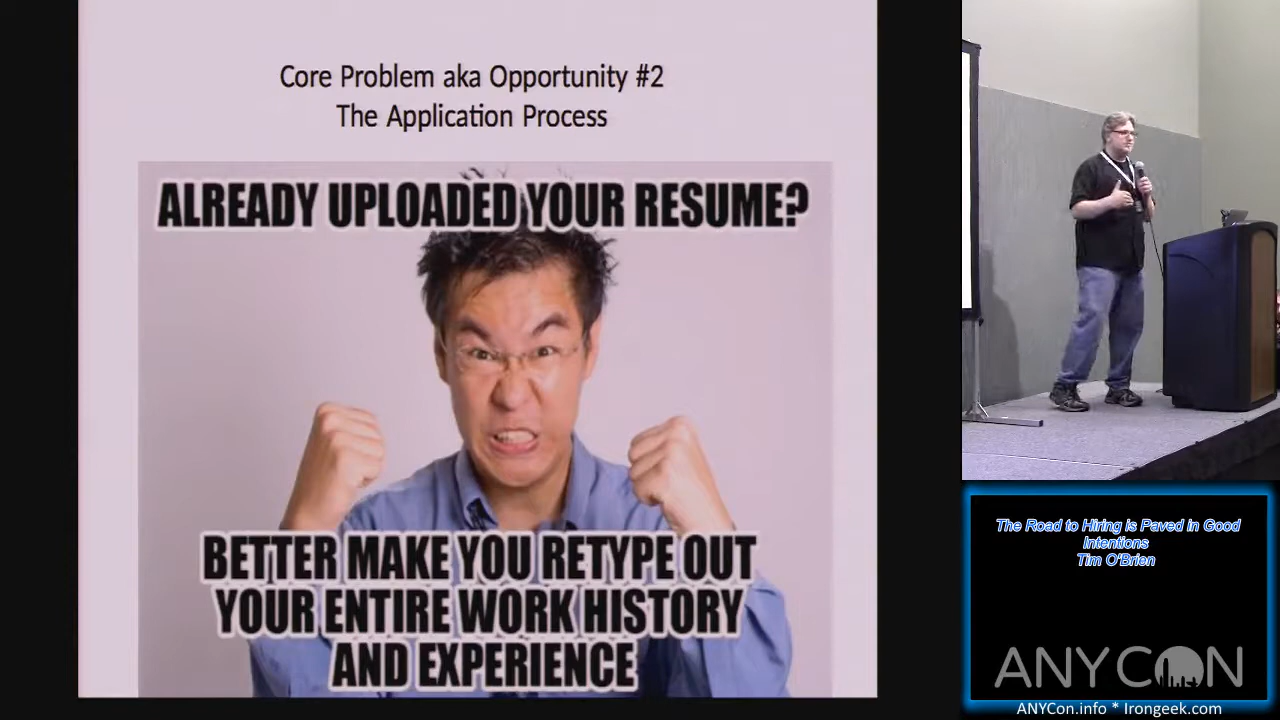 Core Problem aka Opportunity #2
The Application Process
ALREADY UPLOADED YOUR RESUME?
BETTER MAKE YOU RETYPE OUT
YOUR ENTIRE WORK HISTORY
AND EXPERIENCE
The Road to Hiring is Paved in Good
Intentions
Tim O'Brien
ANYCON
ANYCon.info * Irongeek.com